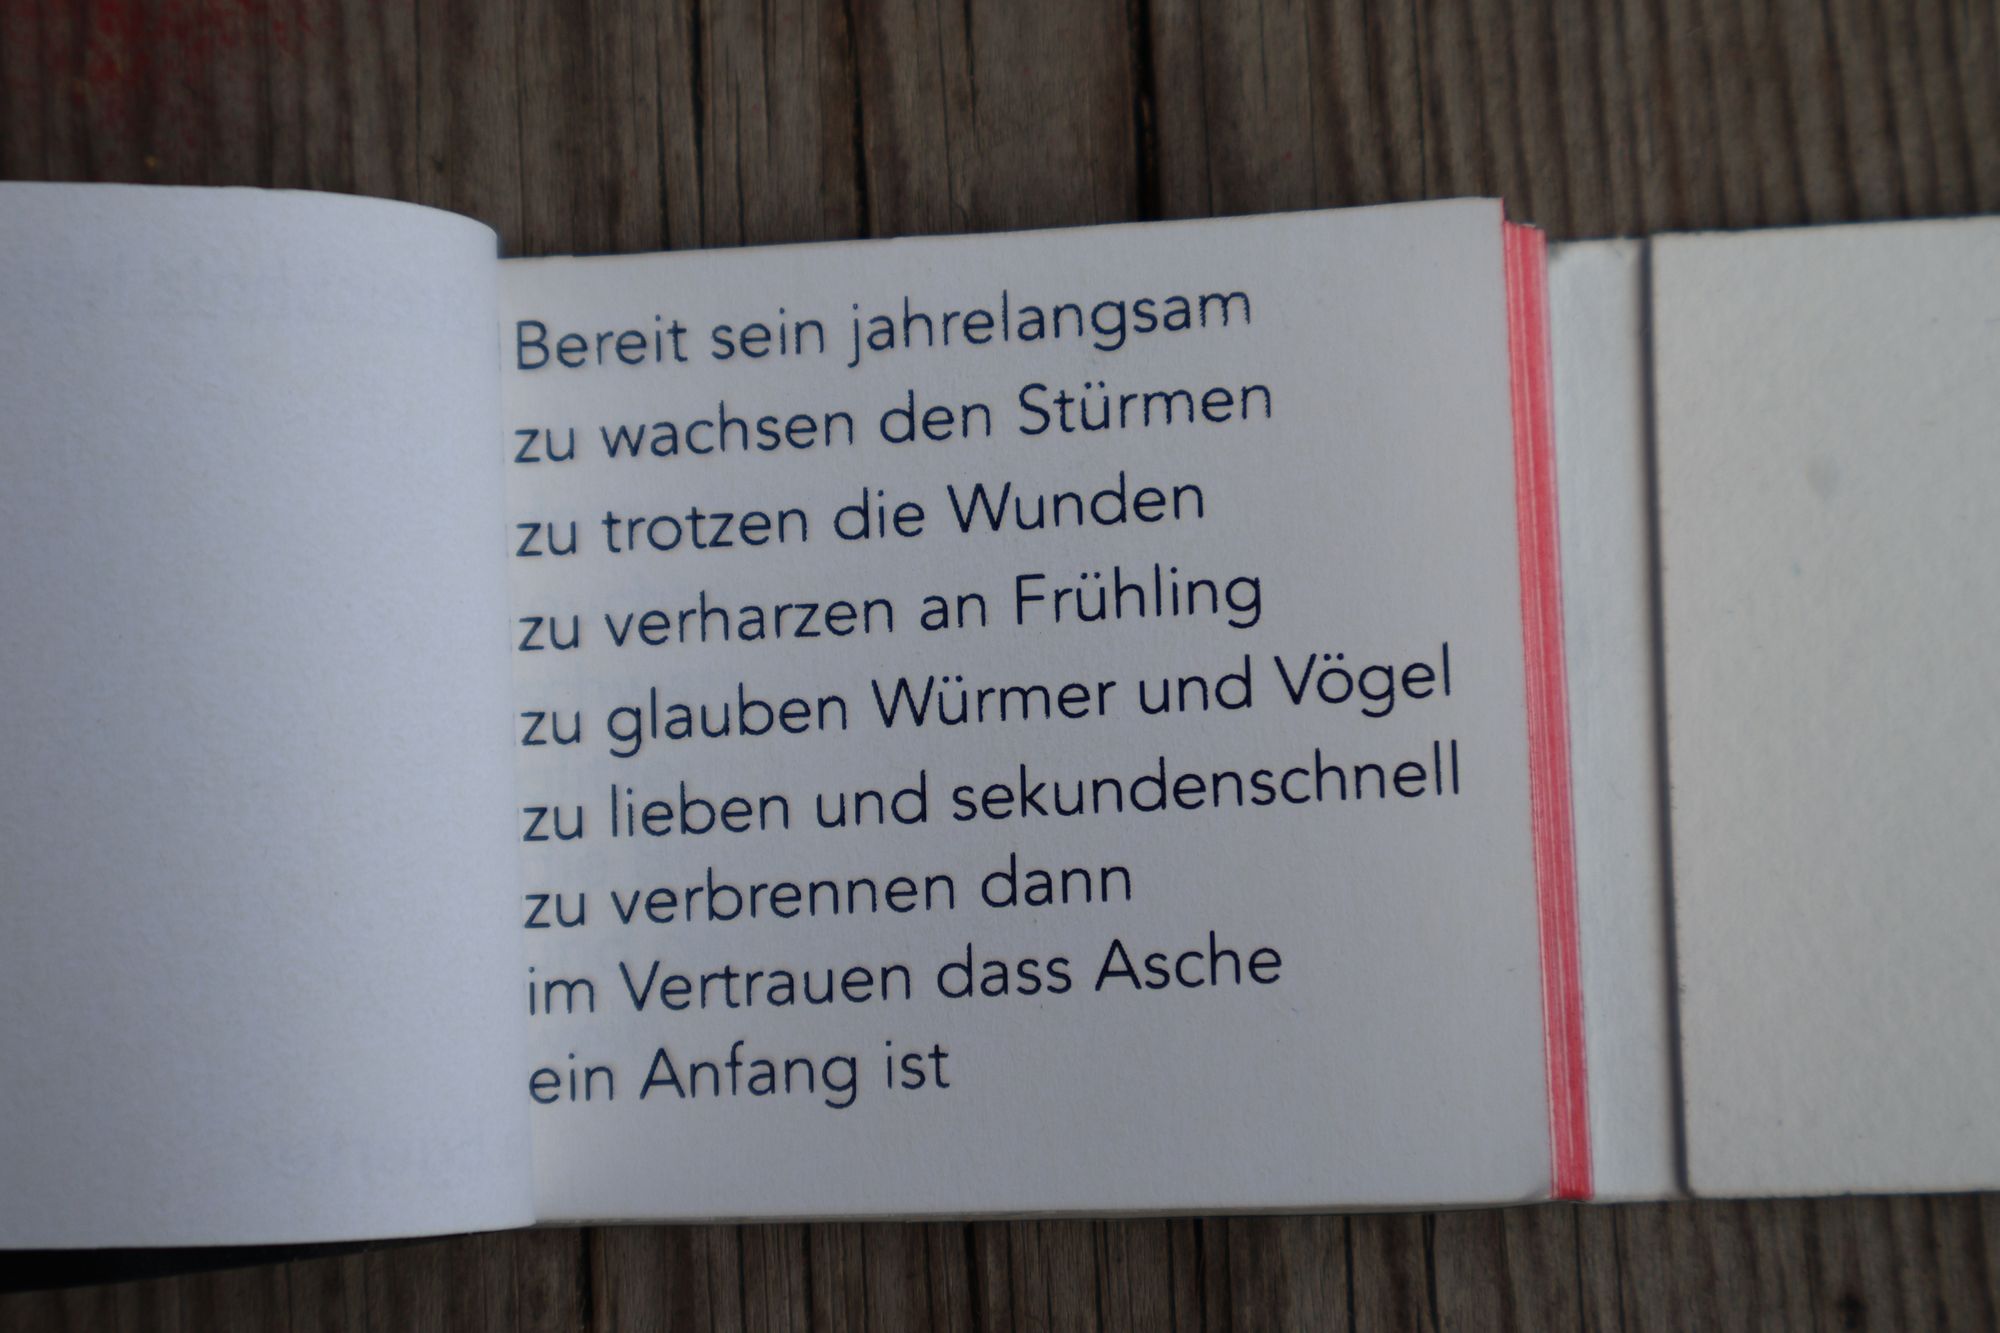 Bereit sein jahrelangsam
zu wachsen den Stürmen
zu trotzen die Wunden
zu verharzen an Frühling
zu glauben Würmer und Vögel
zu lieben und sekundenschnell
zu verbrennen dann
im Vertrauen dass Asche
ein Anfang ist